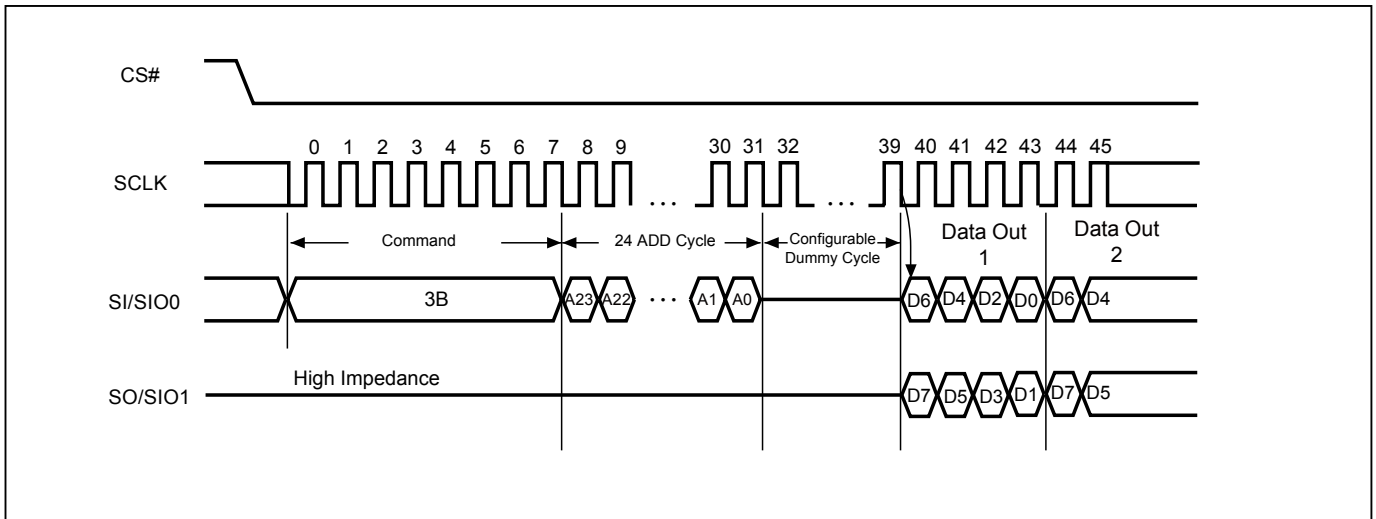 CS#
0 1 2 3 4 5 6 7 8 9 30 31 32 39 40 41 42 43 44 45
SCLK
... ...
Command 24 ADD Cycle Configurable Data Out Data Out
Dummy Cycle 1 2
SI/SIO0 3B A23 A22 ... A1 A0 D6 D4 D2 D0 D6 D4
High Impedance
SO/SIO1 D7 D5 D3 D1 D7 D5